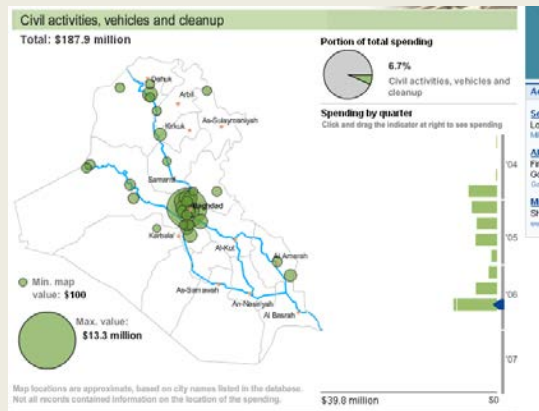 Civil activities, vehicles and cleanup
Total: $187.9 million
Portion of total spending
6.7%
Civil activities, vehicles and
cleanup
Spending by quarter
Click and drag the indicator at right to see spending
Dahuk
Arbil
Kirkuk
As-Sulaymaniyah
Samarra
Baghdad
Karbala'
Al-Kut
Al Amarah
As-Samawah
An-Nasiriyah
Al Basrah
Min. map
value: $100
Max. value:
$13.3 million
'04
'05
'06
'07
$39.8 million
$0
Map locations are approximate, based on city names listed in the database.
Not all records contained information on the location of the spending.